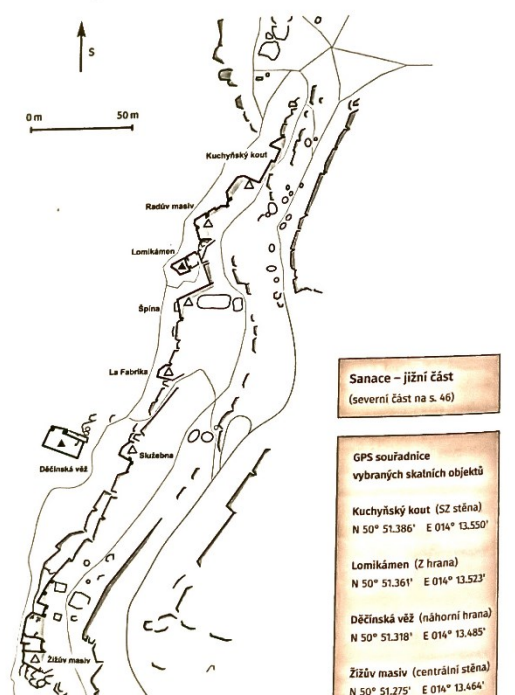 S
0 m 50 m
Kuchyňský kout
Radův masiv
Lomikámen
Špína
La Fabrika
Děčínská věž
Služebna
Žižův masiv
Sanace – jižní část
(severní část na s. 46)
GPS souřadnice
vybraných skalních objektů
Kuchyňský kout (SZ stěna)
N 50° 51.386' E 014° 13.550'
Lomikámen (Z hrana)
N 50° 51.361' E 014° 13.523'
Děčínská věž (náhorní hrana)
N 50° 51.318' E 014° 13.485'
Žižův masiv (centrální stěna)
N 50° 51.275' E 014° 13.464'